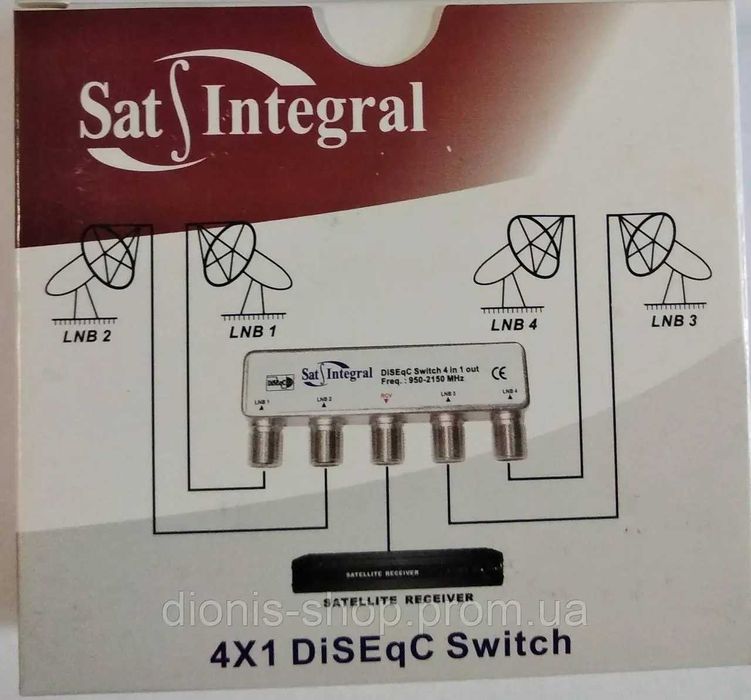 Sat Integral
LNB 2
LNB 1
LNB 4
LNB 3
DiSEqC
Sat Integral
DiSEqC Switch 4 in 1 out
Freq. : 950-2150 MHz
CE
LNB 1
LNB 2
RCV
LNB 3
LNB 4
SATELLITE RECEIVER
SATELLITE RECEIVER
dionis-shop.prom.ua
4X1 DiSEqC Switch